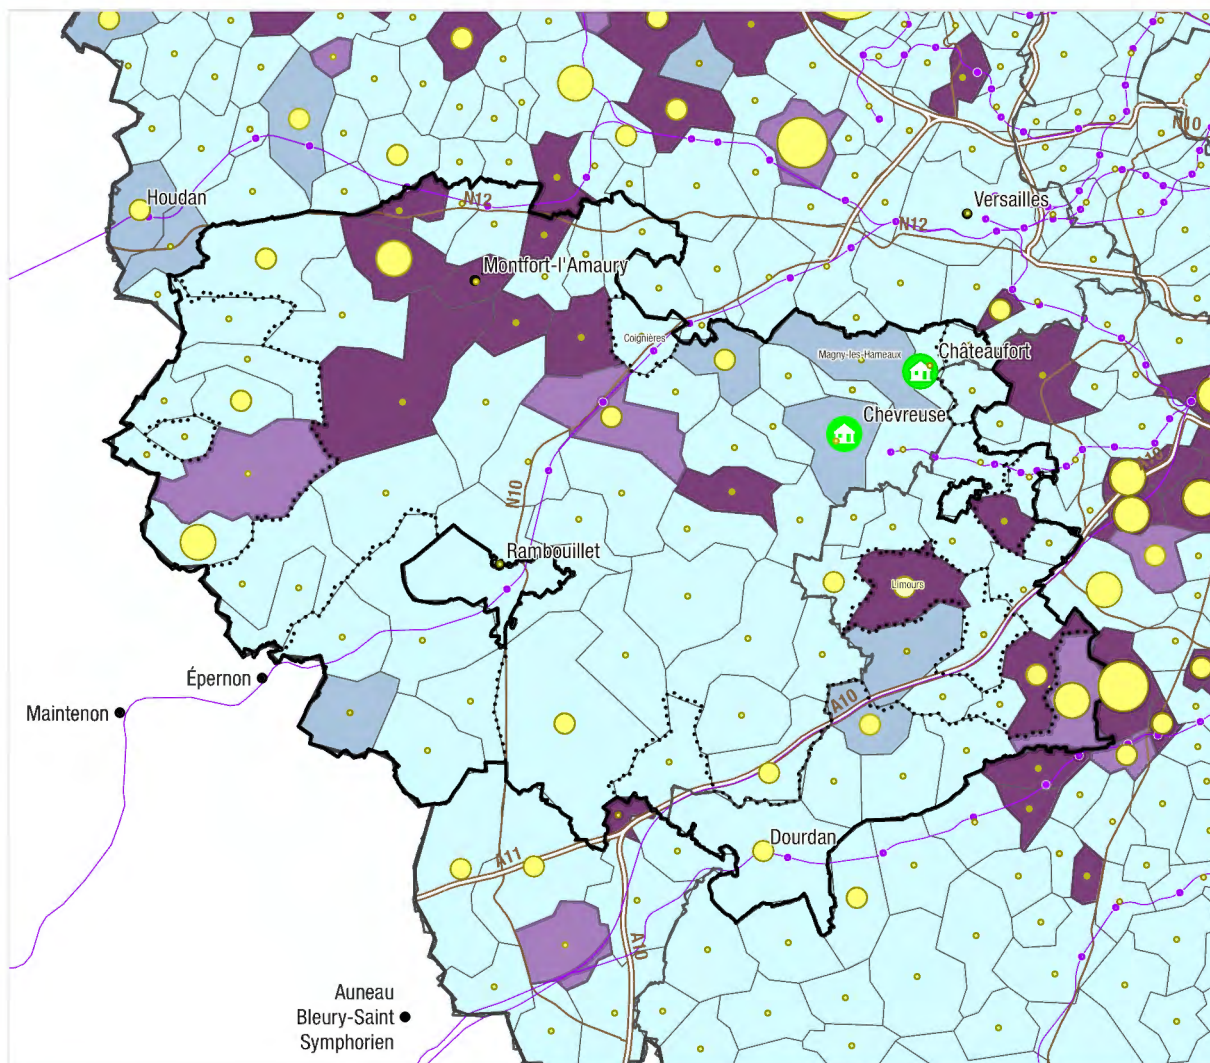 N10
Houdan
N12
Versailles
N12
Montfort-l'Amaury
Coignières
Magny-les-Hameaux
Châteaufort
Chevreuse
A10
N10
Rambouillet
Limours
Épernon
Maintenon
A10
Dourdan
A11
A10
Auneau
Bleury-Saint
Symphorien